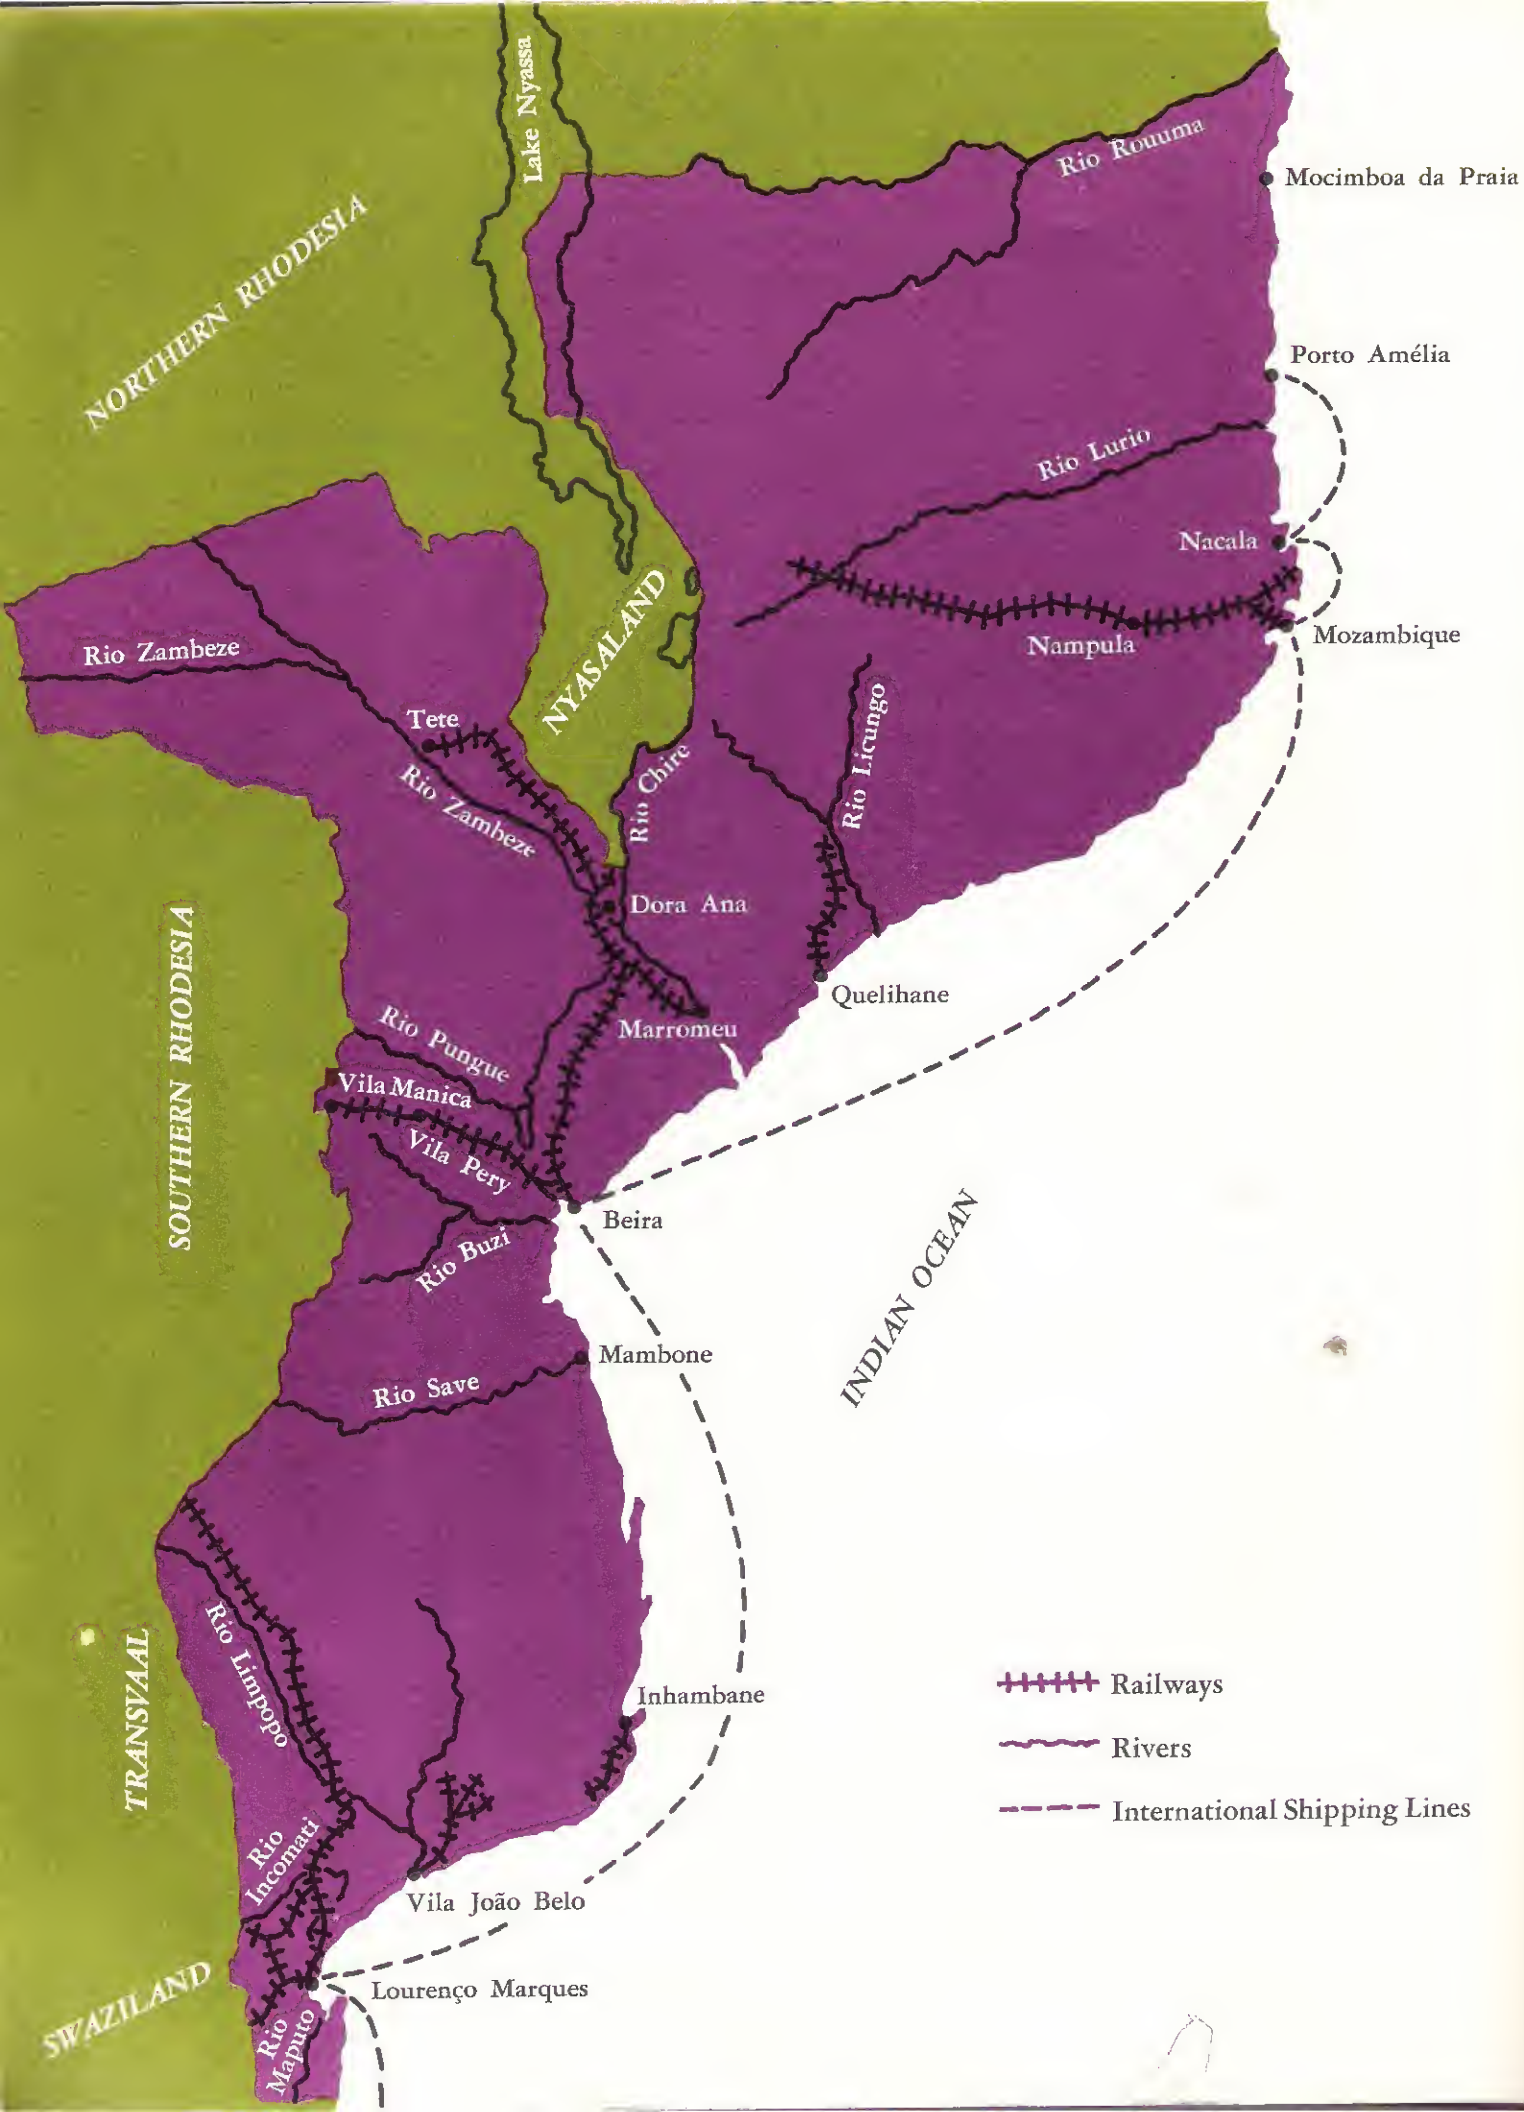 Lake Nyassa
Rio Rouuma
Mocimboa da Praia
NORTHERN RHODESIA
Porto Amélia
Rio Lurio
Nacala
Mozambique
Nampula
NYASALAND
Rio Zambeze
Tete
Rio Licungo
Rio Chire
Rio Zambeze
Dora Ana
Quelihane
SOUTHERN RHODESIA
Rio Pungue
Marromeu
Vila Manica
Vila Pery
Beira
Rio Buzi
INDIAN OCEAN
Mambone
Rio Save
Rio Limpopo
TRANSVAAL
Inhambane
Railways
Rivers
International Shipping Lines
Rio
Incomati
Vila João Belo
SWAZILAND
Lourenço Marques
Rio
Maputo